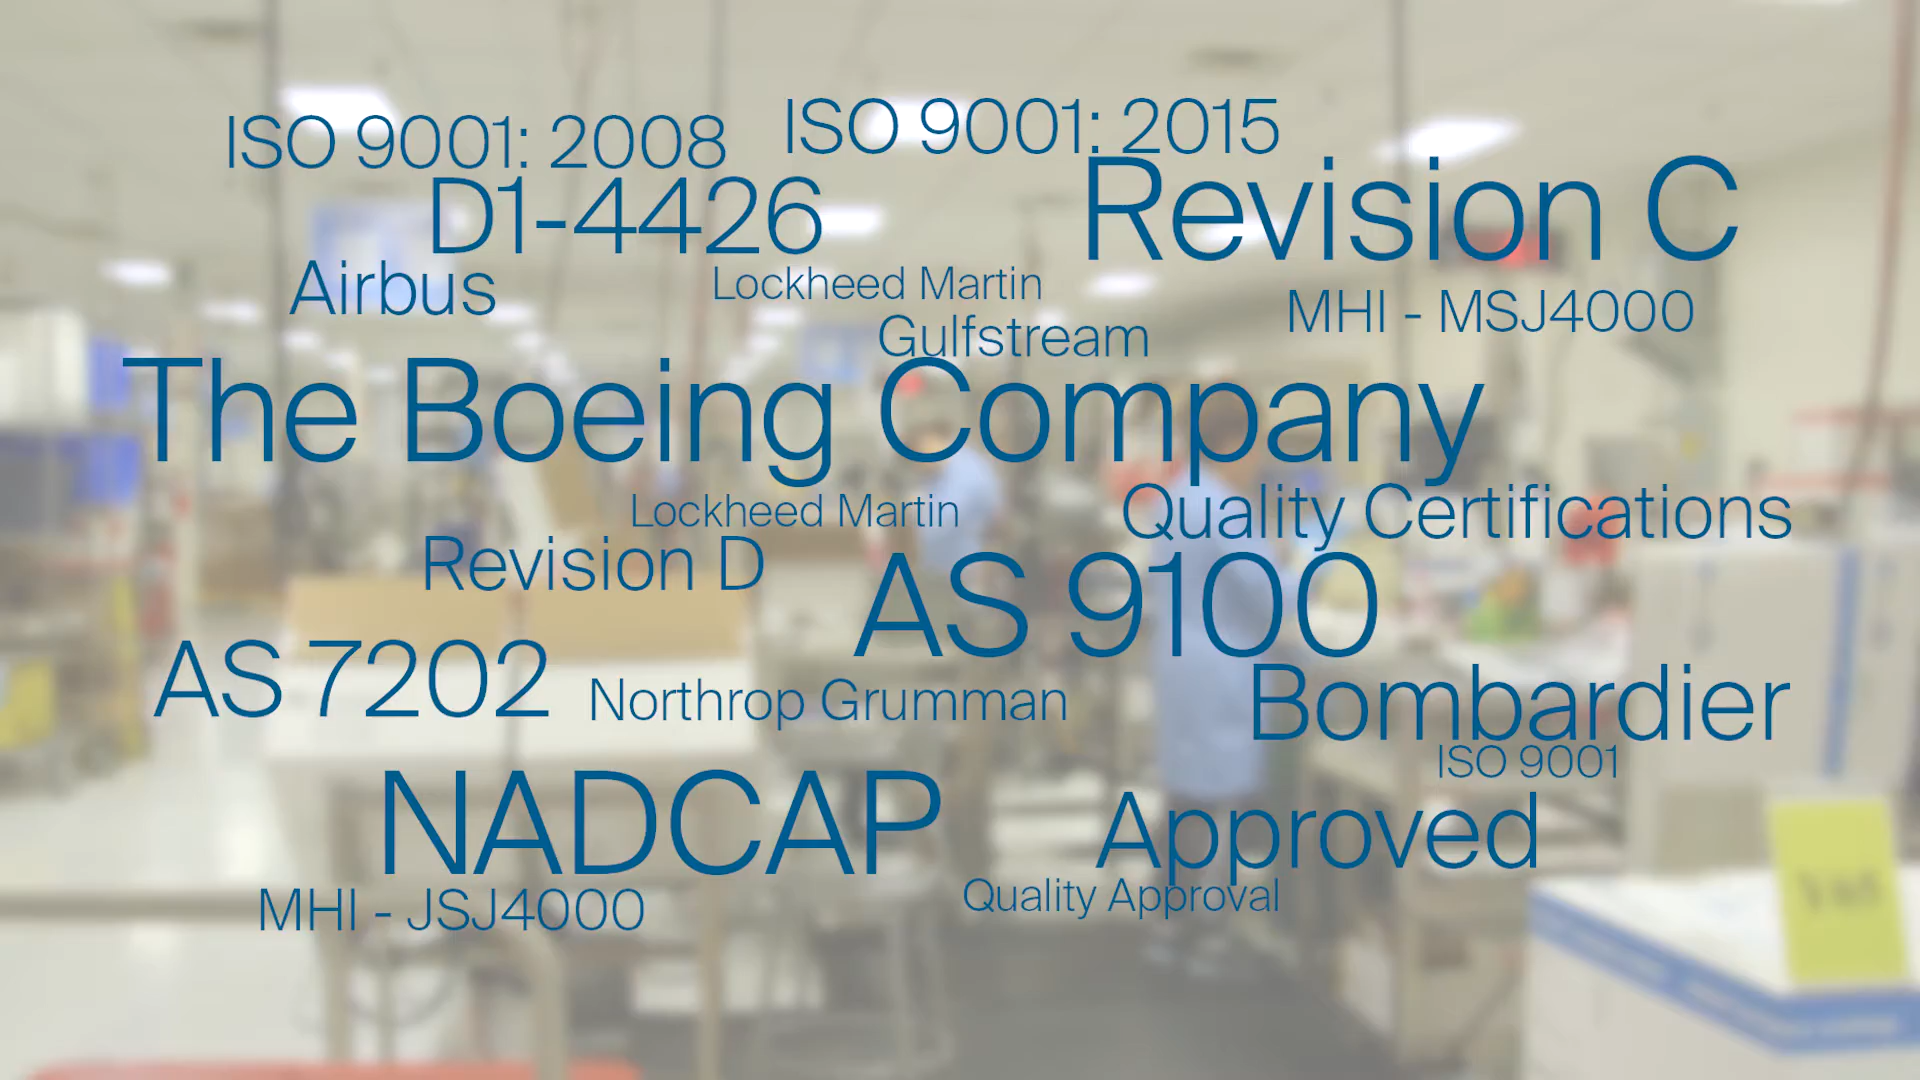 ISO 9001: 2008
ISO 9001: 2015
D1-4426
Revision C
Airbus
Lockheed Martin
MHI - MSJ4000
Gulfstream
The Boeing Company
Lockheed Martin
Quality Certifications
Revision D
AS 9100
AS 7202
Northrop Grumman
Bombardier
ISO 9001
NADCAP
Approved
MHI - JSJ4000
Quality Approval